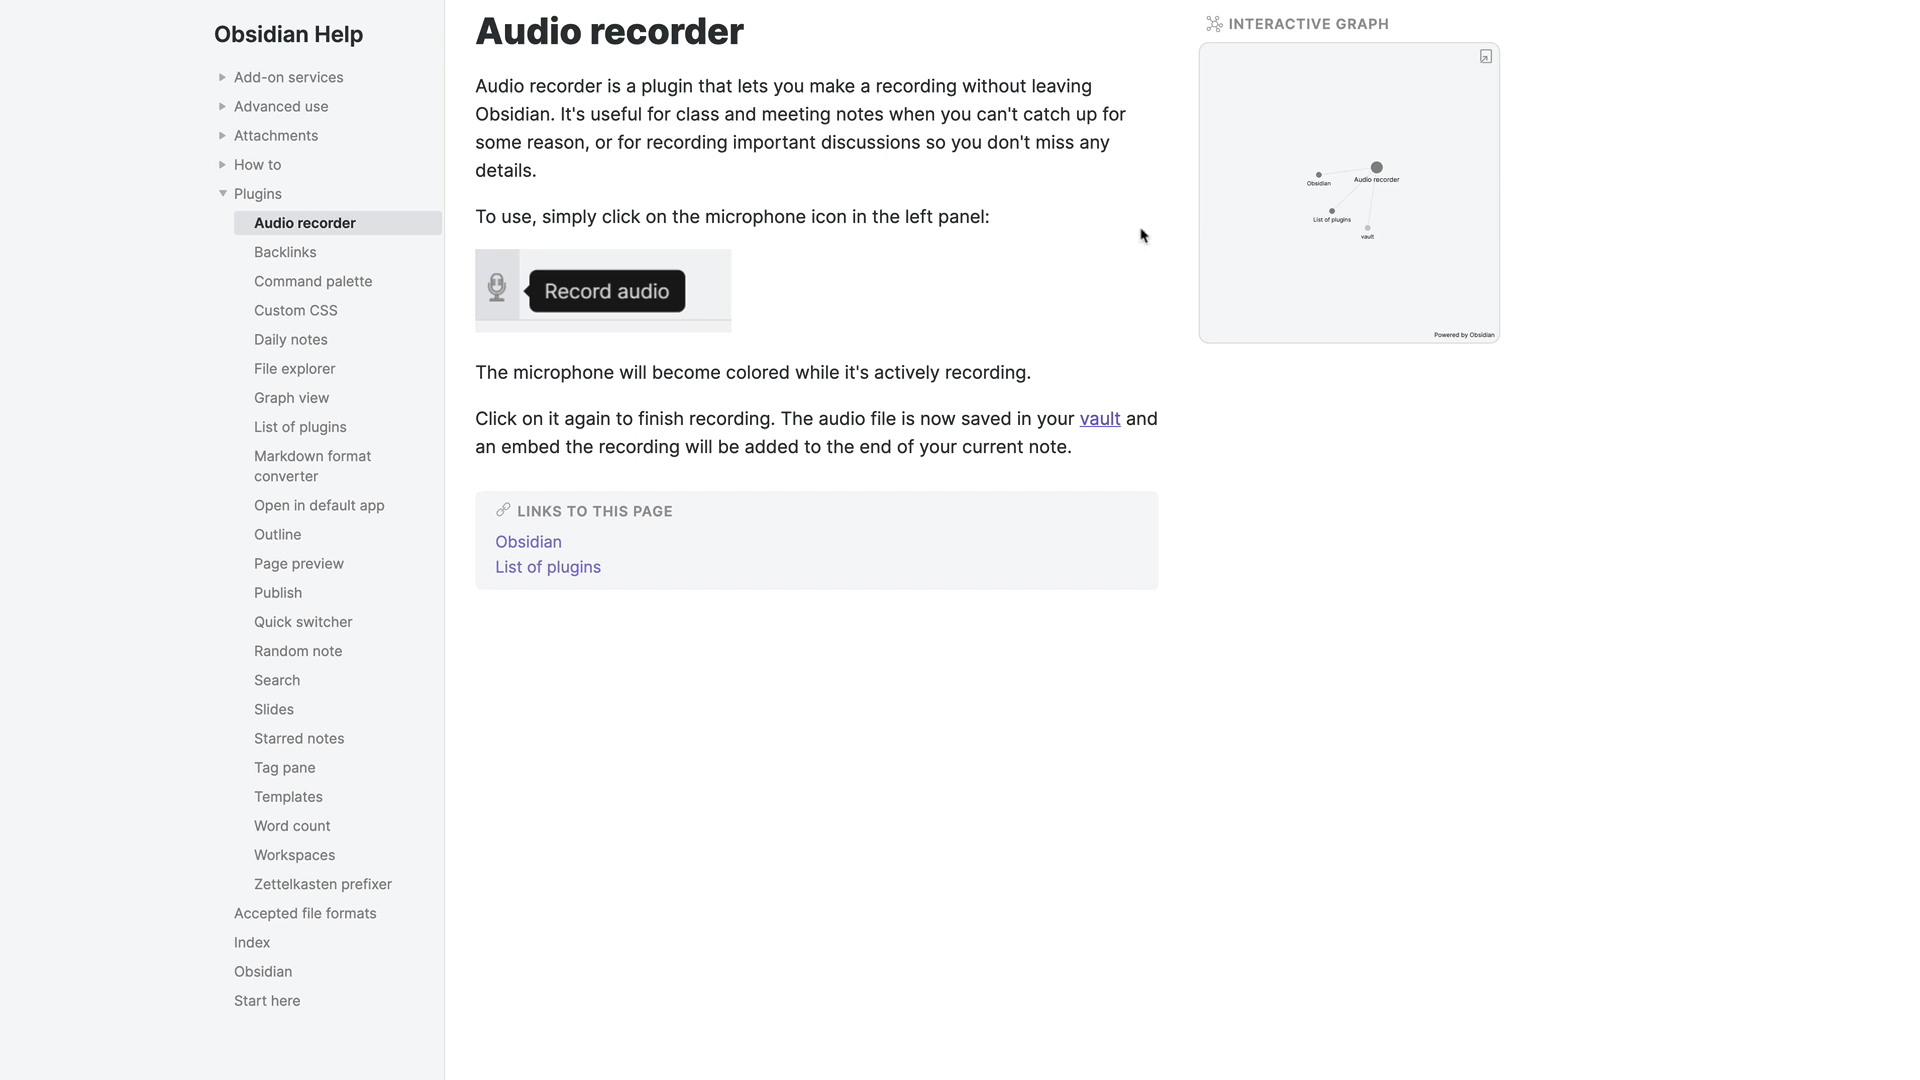 Obsidian Help
Add-on services
Advanced use
Attachments
How to
Plugins
Audio recorder
Backlinks
Command palette
Custom CSS
Daily notes
File explorer
Graph view
List of plugins
Markdown format
converter
Open in default app
Outline
Page preview
Publish
Quick switcher
Random note
Search
Slides
Starred notes
Tag pane
Templates
Word count
Workspaces
Zettelkasten prefixer
Accepted file formats
Index
Obsidian
Start here
Audio recorder
Audio recorder is a plugin that lets you make a recording without leaving
Obsidian. It's useful for class and meeting notes when you can't catch up for
some reason, or for recording important discussions so you don't miss any
details.
To use, simply click on the microphone icon in the left panel:
Record audio
The microphone will become colored while it's actively recording.
Click on it again to finish recording. The audio file is now saved in your vault and
an embed the recording will be added to the end of your current note.
LINKS TO THIS PAGE
Obsidian
List of plugins
INTERACTIVE GRAPH
Audio recorder
Obsidian
List of plugins
vault
Powered by Obsidian